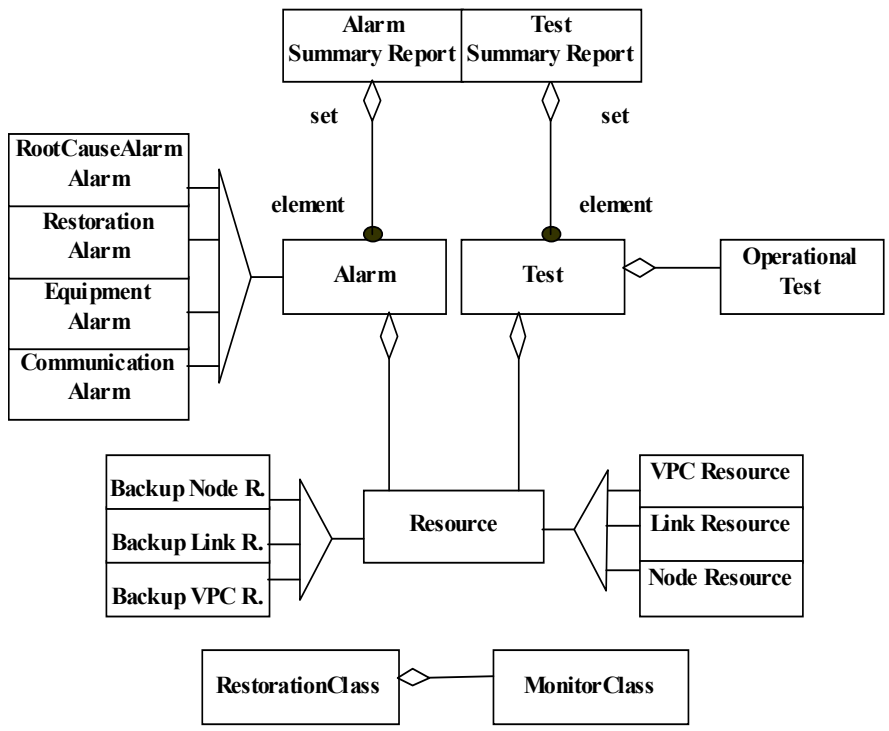 Alarm
Summary Report
Test
Summary Report
set
set
RootCauseAlarm
Alarm
Restoration
Alarm
Equipment
Alarm
Communication
Alarm
element
element
Alarm
Test
Operational
Test
Backup Node R.
Backup Link R.
Backup VPC R.
Resource
VPC Resource
Link Resource
Node Resource
RestorationClass
MonitorClass